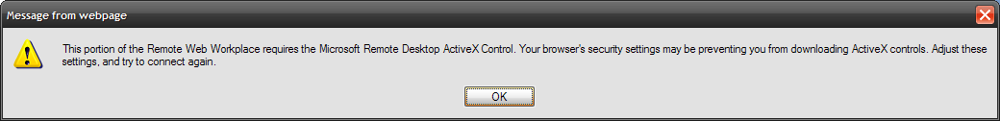 Message from webpage
This portion of the Remote Web Workplace requires the Microsoft Remote Desktop ActiveX Control. Your browser's security settings may be preventing you from downloading ActiveX controls. Adjust these
settings, and try to connect again.
OK